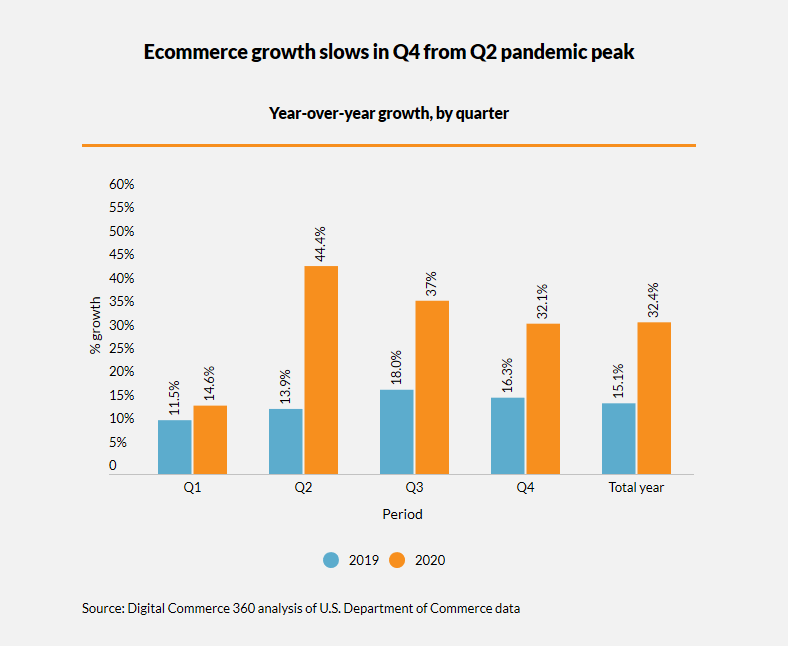 Ecommerce growth slows in Q4 from Q2 pandemic peak
Year-over-year growth, by quarter
60%
55%
50%
45%
40%
35%
30%
25%
20%
15%
10%
5%
0
% growth
11.5%
14.6%
13.9%
44.4%
18.0%
37%
16.3%
32.1%
15.1%
32.4%
Q1
Q2
Q3
Q4
Total year
Period
2019
2020
Source: Digital Commerce 360 analysis of U.S. Department of Commerce data